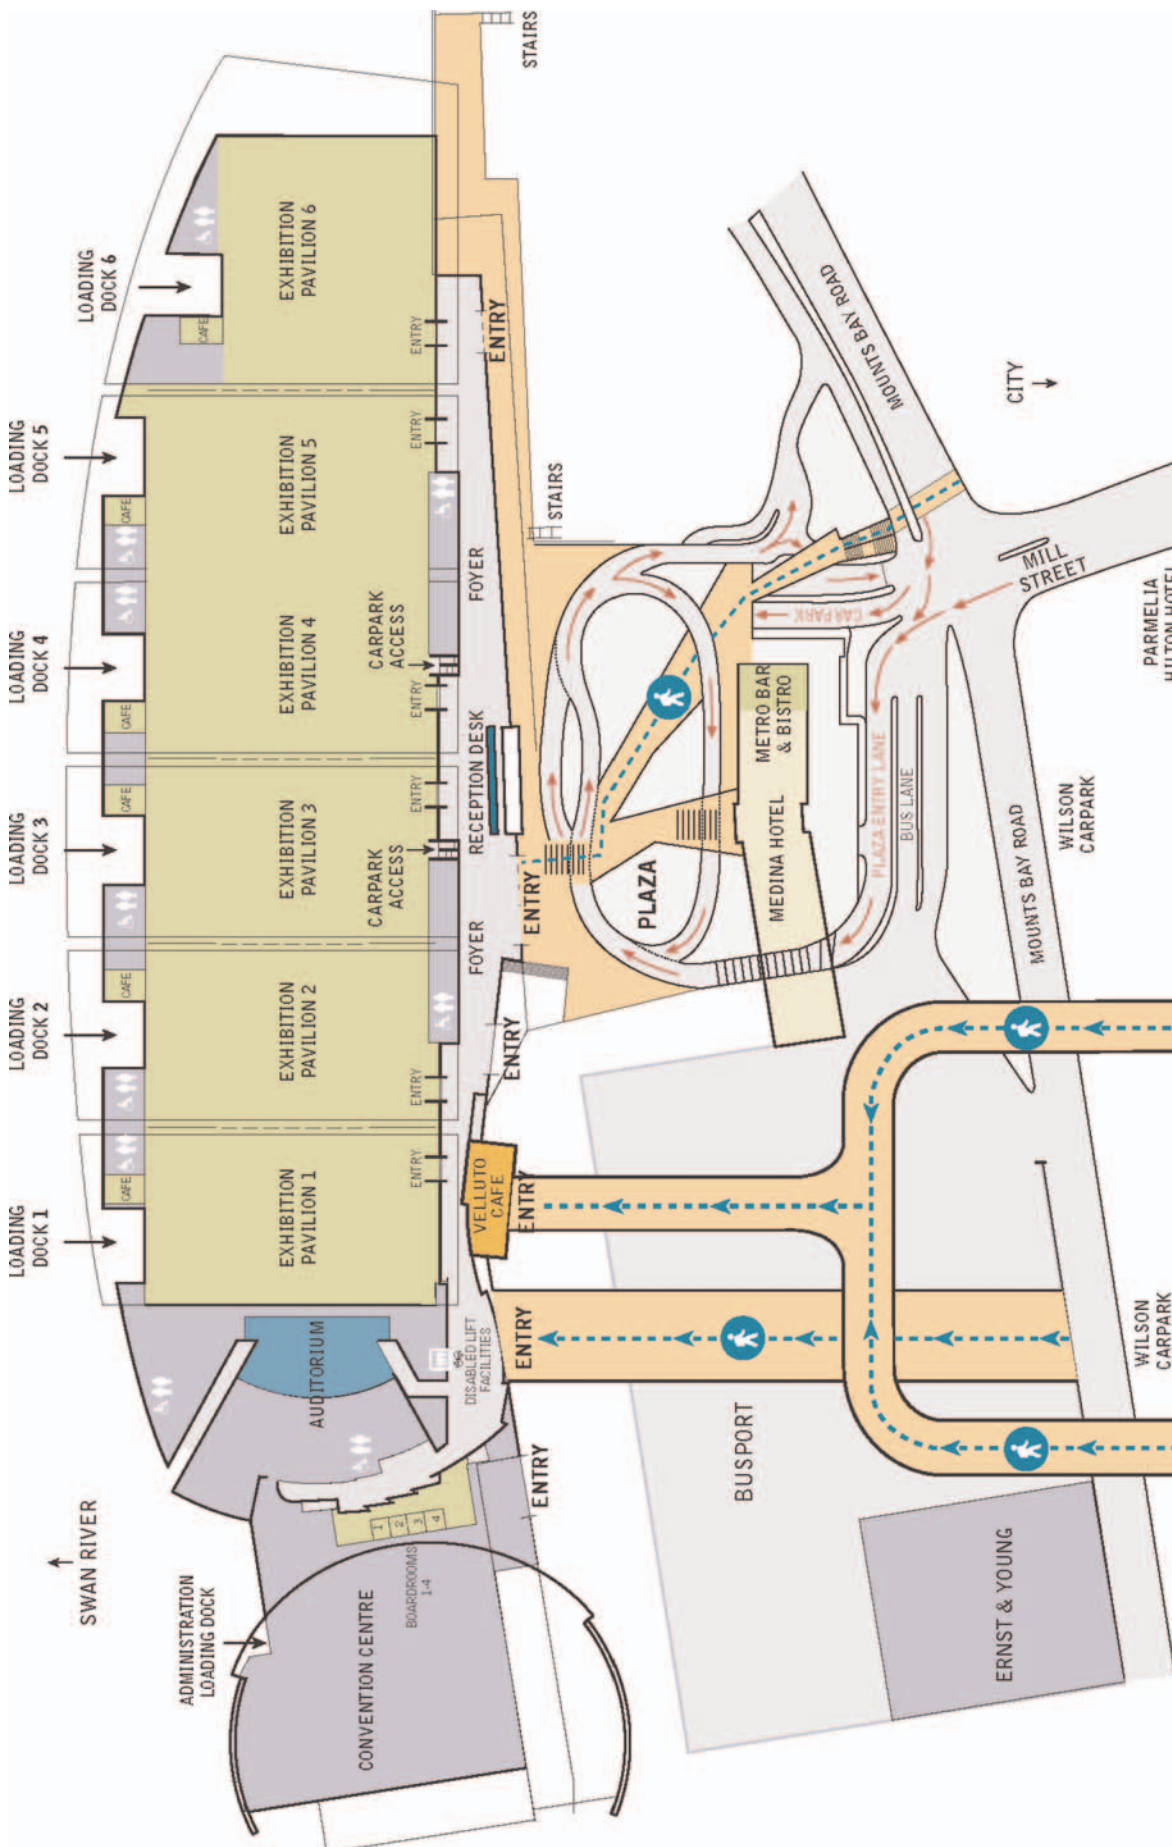 SWAN RIVER
ADMINISTRATION
LOADING DOCK
LOADING
DOCK 1
LOADING
DOCK 2
LOADING
DOCK 3
LOADING
DOCK 4
LOADING
DOCK 5
LOADING
DOCK 6
CAFE
CAFE
CAFE
CAFE
CAFE
CAFE
CONVENTION CENTRE
BOARDROOMS
1-4
1
2
3
4
AUDITORIUM
EXHIBITION
PAVILION 1
EXHIBITION
PAVILION 2
EXHIBITION
PAVILION 3
EXHIBITION
PAVILION 4
EXHIBITION
PAVILION 5
EXHIBITION
PAVILION 6
DISABLED LIFT
FACILITIES
ENTRY
ENTRY
CARPARK
ACCESS
ENTRY
ENTRY
CARPARK
ACCESS
ENTRY
ENTRY
VELLUTO
CAFE
FOYER
RECEPTION DESK
FOYER
ENTRY
ENTRY
ENTRY
ENTRY
ENTRY
ENTRY
STAIRS
STAIRS
PLAZA
BUSPORT
MEDINA HOTEL
METRO BAR
& BISTRO
CARPARK
PLAZA ENTRY LANE
BUS LANE
MOUNTS BAY ROAD
MILL
STREET
CITY
ERNST & YOUNG
MOUNTS BAY ROAD
WILSON
CARPARK
WILSON
CARPARK
PARMELIA
HILTON HOTEL